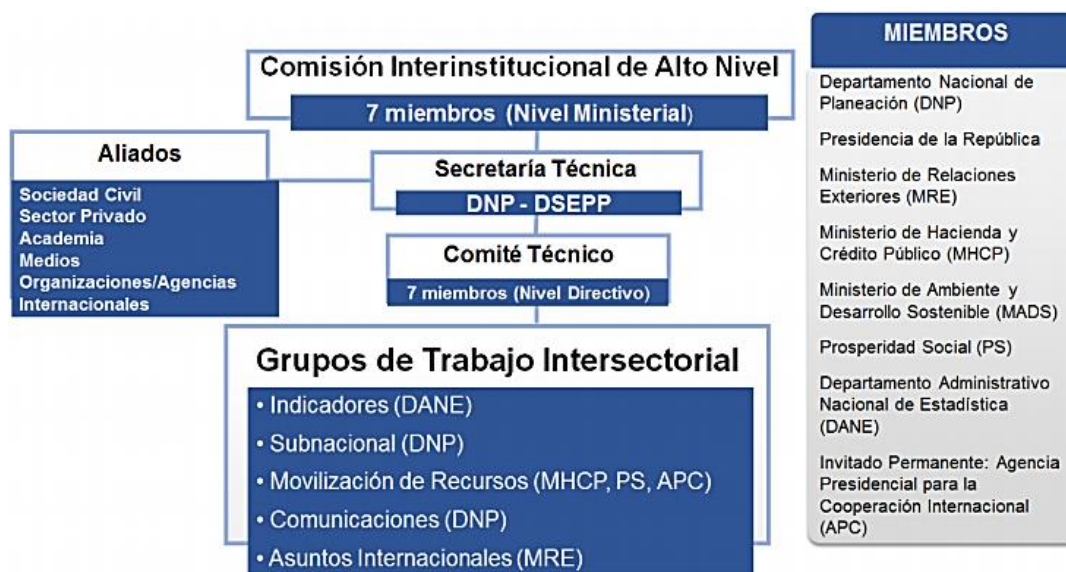 Comisión Interinstitucional de Alto Nivel
7 miembros (Nivel Ministerial)
Aliados
Sociedad Civil
Sector Privado
Academia
Medios
Organizaciones/Agencias
Internacionales
Secretaría Técnica
DNP - DSEPP
Comité Técnico
7 miembros (Nivel Directivo)
Grupos de Trabajo Intersectorial
• Indicadores (DANE)
• Subnacional (DNP)
• Movilización de Recursos (MHCP, PS, APC)
• Comunicaciones (DNP)
• Asuntos Internacionales (MRE)
MIEMBROS
Departamento Nacional de
Planeación (DNP)
Presidencia de la República
Ministerio de Relaciones
Exteriores (MRE)
Ministerio de Hacienda y
Crédito Público (MHCP)
Ministerio de Ambiente y
Desarrollo Sostenible (MADS)
Prosperidad Social (PS)
Departamento Administrativo
Nacional de Estadística
(DANE)
Invitado Permanente: Agencia
Presidencial para la
Cooperación Internacional
(APC)